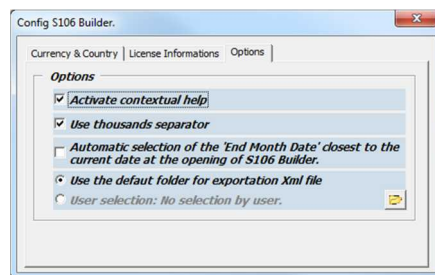 Config S106 Builder.
Currency & Country | License Informations | Options
Options
Activate contextual help
Use thousands separator
Automatic selection of the 'End Month Date' closest to the
current date at the opening of S106 Builder.
Use the defaut folder for exportation Xml file
User selection: No selection by user.